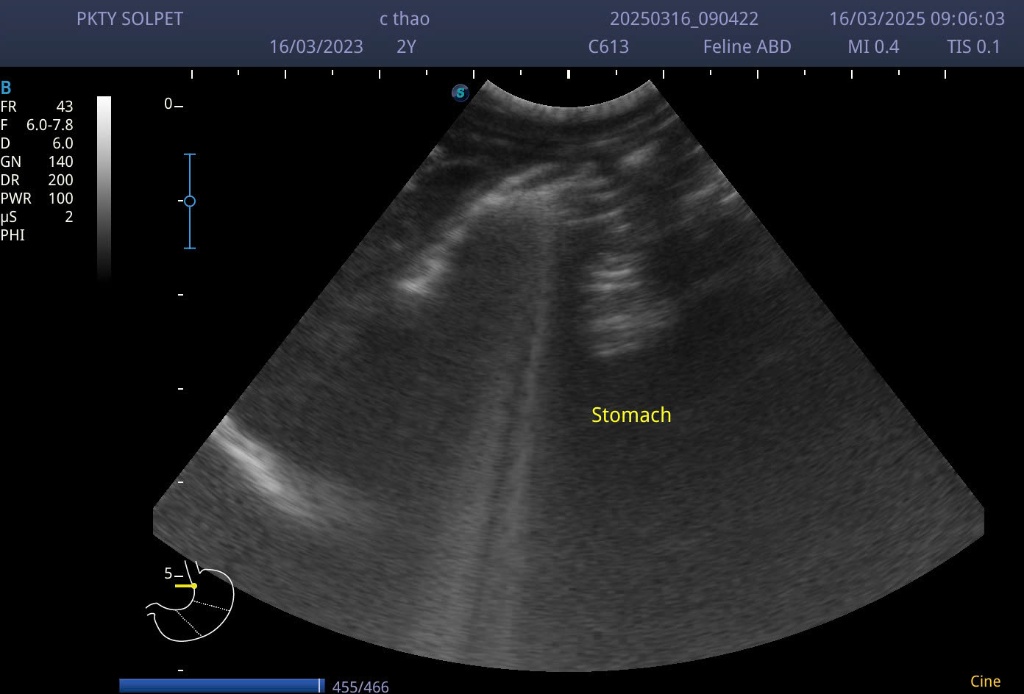 PKTY SOLPET c thao 20250316_090422 16/03/2025 09:06:03
16/03/2023 2Y C613 Feline ABD MI 0.4 TIS 0.1
B
S
FR 43
0
F 6.0-7.8
D 6.0
GN 140
DR 200
PWR 100
µS 2
PHI
Stomach
5
455/466
Cine